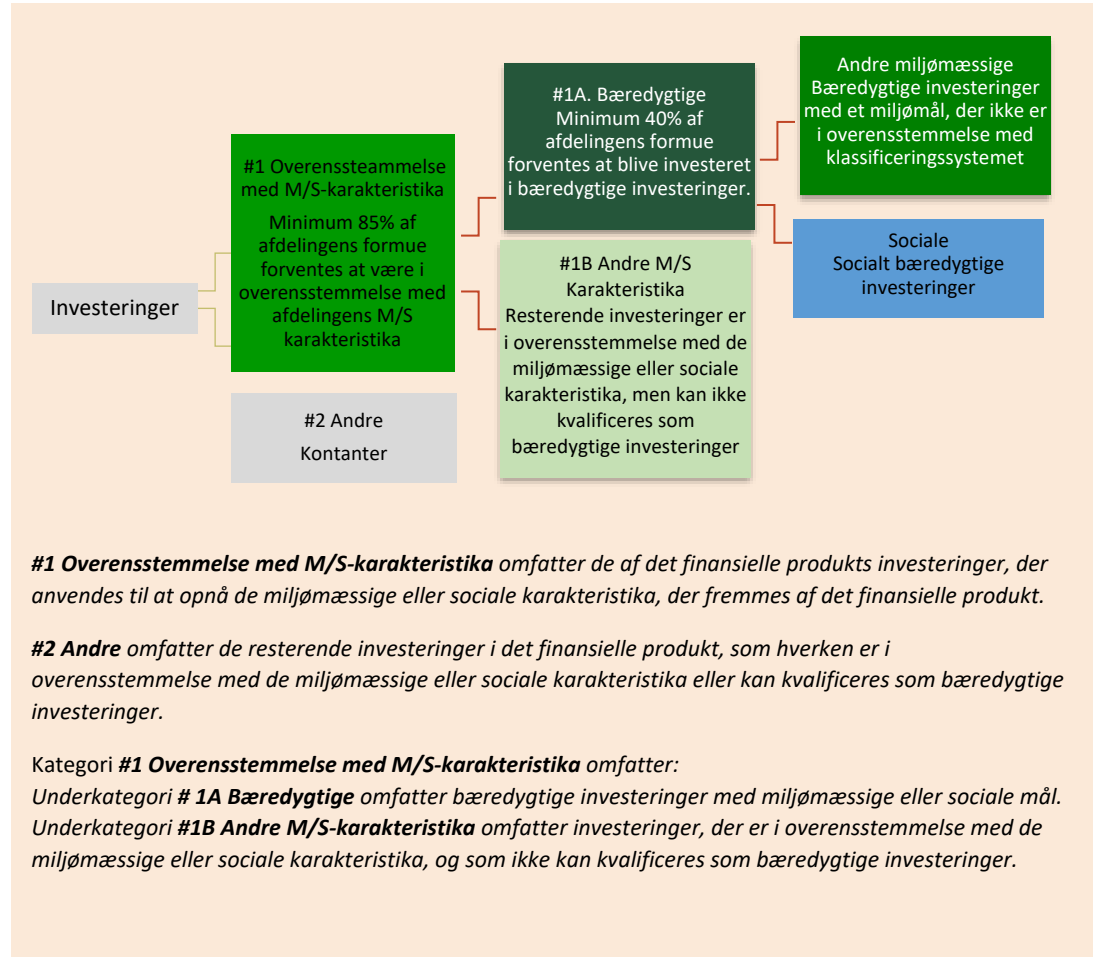 Investeringer
#1 Overenssteammelse
med M/S-karakteristika
Minimum 85% af
afdelingens formue
forventes at være i
overensstemmelse med
afdelingens M/S
karakteristika
#2 Andre
Kontanter
#1A. Bæredygtige
Minimum 40% af
afdelingens formue
forventes at blive investeret
i bæredygtige investeringer.
#1B Andre M/S
Karakteristika
Resterende investeringer er
i overensstemmelse med de
miljømæssige eller sociale
karakteristika, men kan ikke
kvalificeres som
bæredygtige investeringer
Andre miljømæssige
Bæredygtige investeringer
med et miljømål, der ikke er
i overensstemmelse med
klassificeringssystemet
Sociale
Socialt bæredygtige
investeringer
#1 Overensstemmelse med M/S-karakteristika omfatter de af det finansielle produkts investeringer, der
anvendes til at opnå de miljømæssige eller sociale karakteristika, der fremmes af det finansielle produkt.
#2 Andre omfatter de resterende investeringer i det finansielle produkt, som hverken er i
overensstemmelse med de miljømæssige eller sociale karakteristika eller kan kvalificeres som bæredygtige
investeringer.
Kategori #1 Overensstemmelse med M/S-karakteristika omfatter:
Underkategori # 1A Bæredygtige omfatter bæredygtige investeringer med miljømæssige eller sociale mål.
Underkategori #1B Andre M/S-karakteristika omfatter investeringer, der er i overensstemmelse med de
miljømæssige eller sociale karakteristika, og som ikke kan kvalificeres som bæredygtige investeringer.